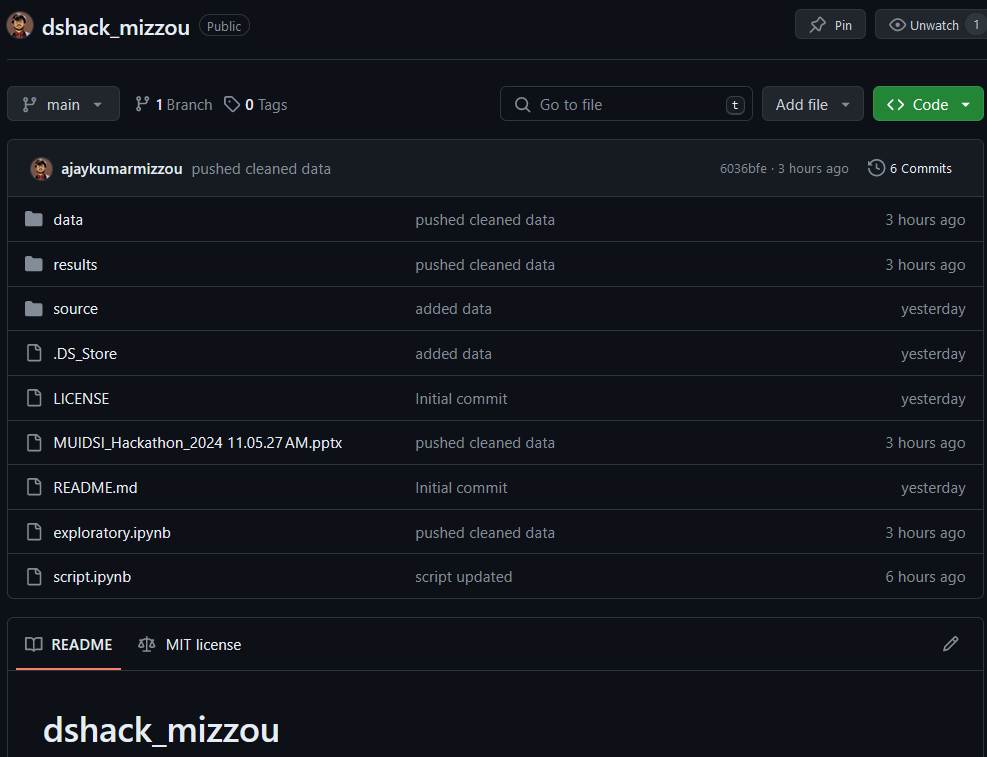 dshack_mizzou Public Pin Unwatch 1
main 1 Branch 0 Tags Go to file t Add file Code
ajaykumarmizzou pushed cleaned data 6036bfe · 3 hours ago 6 Commits
data pushed cleaned data 3 hours ago
results pushed cleaned data 3 hours ago
source added data yesterday
.DS_Store added data yesterday
LICENSE Initial commit yesterday
MUIDSI_Hackathon_2024 11.05.27 AM.pptx pushed cleaned data 3 hours ago
README.md Initial commit yesterday
exploratory.ipynb pushed cleaned data 3 hours ago
script.ipynb script updated 6 hours ago
README MIT license
dshack_mizzou